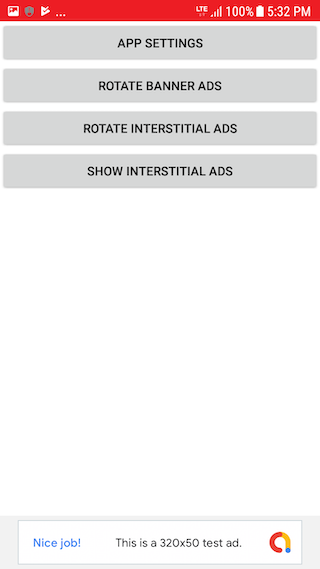 ... LTE 100% 5:32 PM
APP SETTINGS
ROTATE BANNER ADS
ROTATE INTERSTITIAL ADS
SHOW INTERSTITIAL ADS
Nice job! This is a 320x50 test ad.